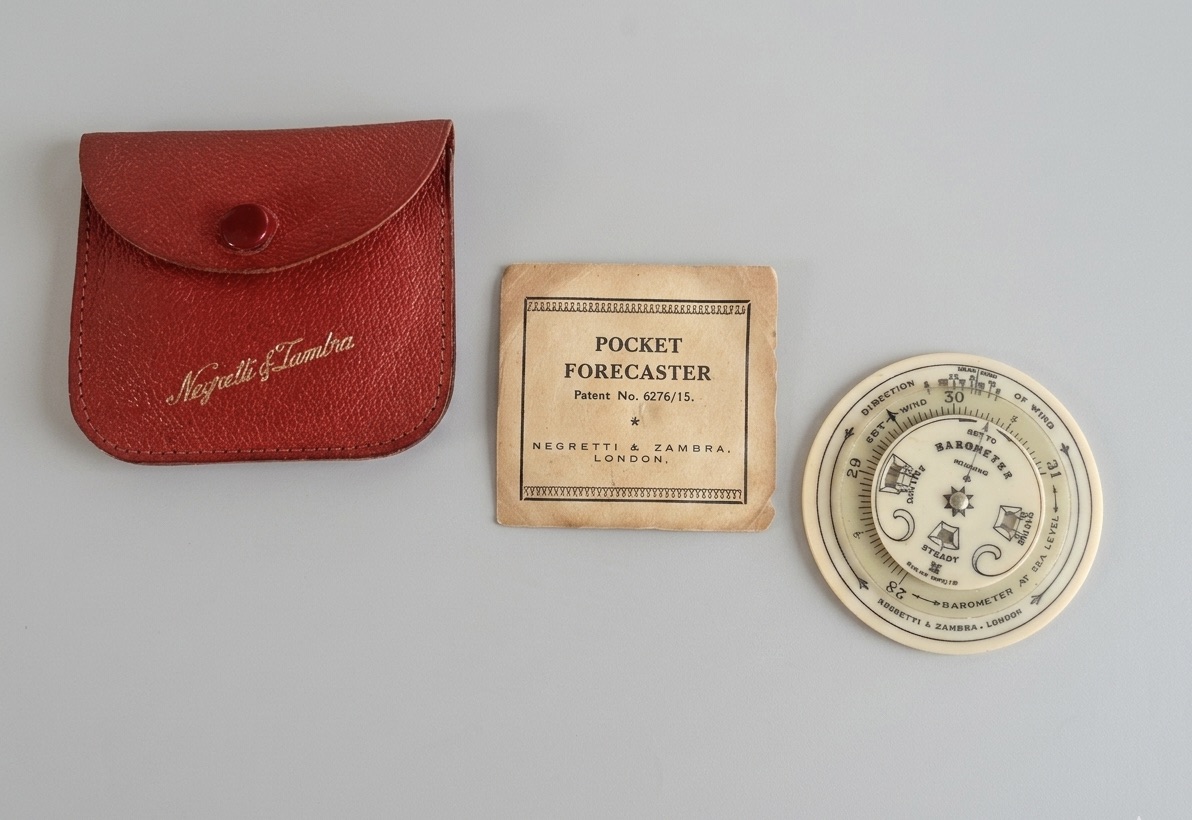 Negretti & Zambra
POCKET
FORECASTER
Patent No. 6276/15.
*
NEGRETTI & ZAMBRA,
LONDON,
DIRECTION OF WIND
SET WIND
30
29
31
28
SET TO
BAROMETER
STEADY
BAROMETER AT SEA LEVEL
NEGRETTI & ZAMBRA. LONDON